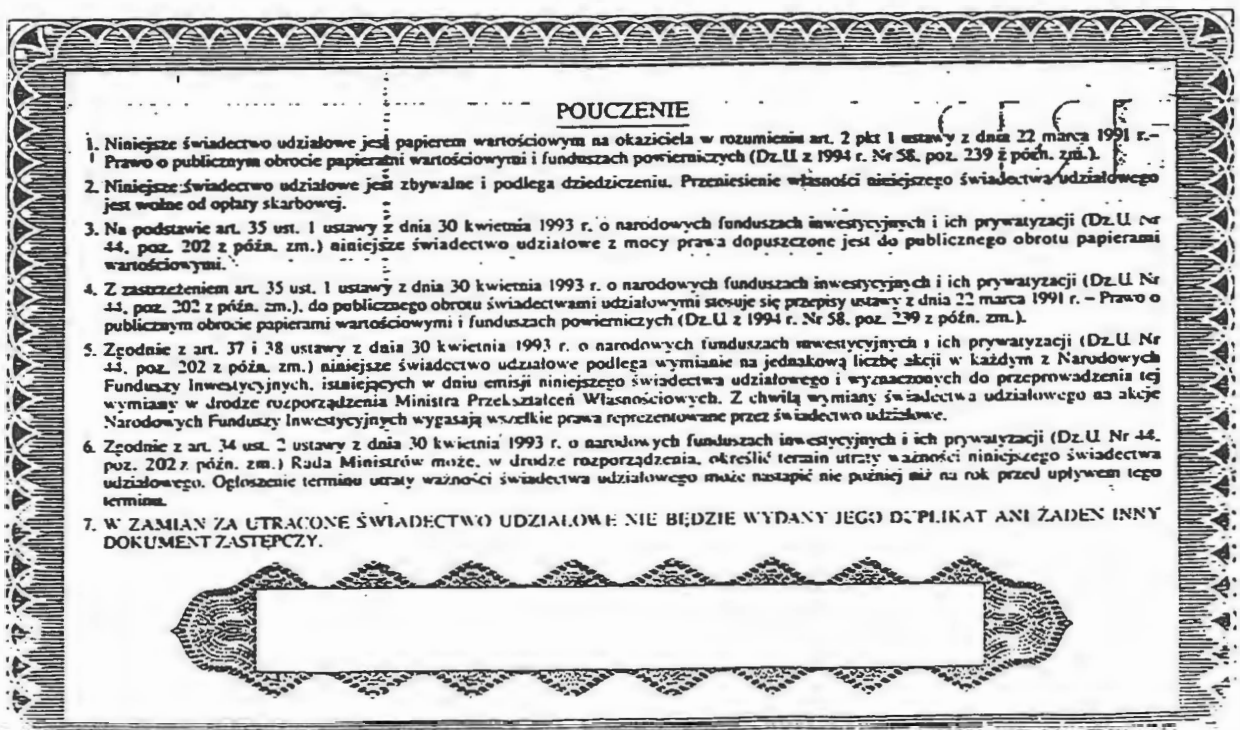 POUCZENIE
1. Niniejsze świadectwo udziałowe jest papierem wartościowym na okaziciela w rozumieniu art. 2 pkt 1 ustawy z dnia 22 marca 1991 r.–
Prawo o publicznym obrocie papierami wartościowymi i funduszach powierniczych (Dz.U. z 1994 r. Nr 58, poz. 239 z późn. zm.).
2. Niniejsze świadectwo udziałowe jest zbywalne i podlega dziedziczeniu. Przeniesienie własności niniejszego świadectwa udziałowego
jest wolne od opłaty skarbowej.
3. Na podstawie art. 35 ust. 1 ustawy z dnia 30 kwietnia 1993 r. o narodowych funduszach inwestycyjnych i ich prywatyzacji (Dz.U. Nr
44, poz. 202 z późn. zm.) niniejsze świadectwo udziałowe z mocy prawa dopuszczone jest do publicznego obrotu papierami
wartościowymi.
4. Z zastrzeżeniem art. 35 ust. 1 ustawy z dnia 30 kwietnia 1993 r. o narodowych funduszach inwestycyjnych i ich prywatyzacji (Dz.U. Nr
44, poz. 202 z późn. zm.), do publicznego obrotu świadectwami udziałowymi stosuje się przepisy ustawy z dnia 22 marca 1991 r. – Prawo o
publicznym obrocie papierami wartościowymi i funduszach powierniczych (Dz.U. z 1994 r. Nr 58, poz. 239 z późn. zm.).
5. Zgodnie z art. 37 i 38 ustawy z dnia 30 kwietnia 1993 r. o narodowych funduszach inwestycyjnych i ich prywatyzacji (Dz.U. Nr
44, poz. 202 z późn. zm.) niniejsze świadectwo udziałowe podlega wymianie na jednakową liczbę akcji w każdym z Narodowych
Funduszy Inwestycyjnych, istniejących w dniu emisji niniejszego świadectwa udziałowego i wyznaczonych do przeprowadzenia tej
wymiany w drodze rozporządzenia Ministra Przekształceń Własnościowych. Z chwilą wymiany świadectwa udziałowego na akcje
Narodowych Funduszy Inwestycyjnych wygasają wszelkie prawa reprezentowane przez świadectwo udziałowe.
6. Zgodnie z art. 34 ust. 2 ustawy z dnia 30 kwietnia 1993 r. o narodowych funduszach inwestycyjnych i ich prywatyzacji (Dz.U. Nr 44,
poz. 202 z późn. zm.) Rada Ministrów może, w drodze rozporządzenia, określić termin utraty ważności niniejszego świadectwa
udziałowego. Ogłoszenie terminu utraty ważności świadectwa udziałowego może nastąpić nie później niż na rok przed upływem tego
terminu.
7. W ZAMIAN ZA UTRACONE ŚWIADECTWO UDZIAŁOWE NIE BĘDZIE WYDANY JEGO DUPLIKAT ANI ŻADEN INNY
DOKUMENT ZASTĘPCZY.